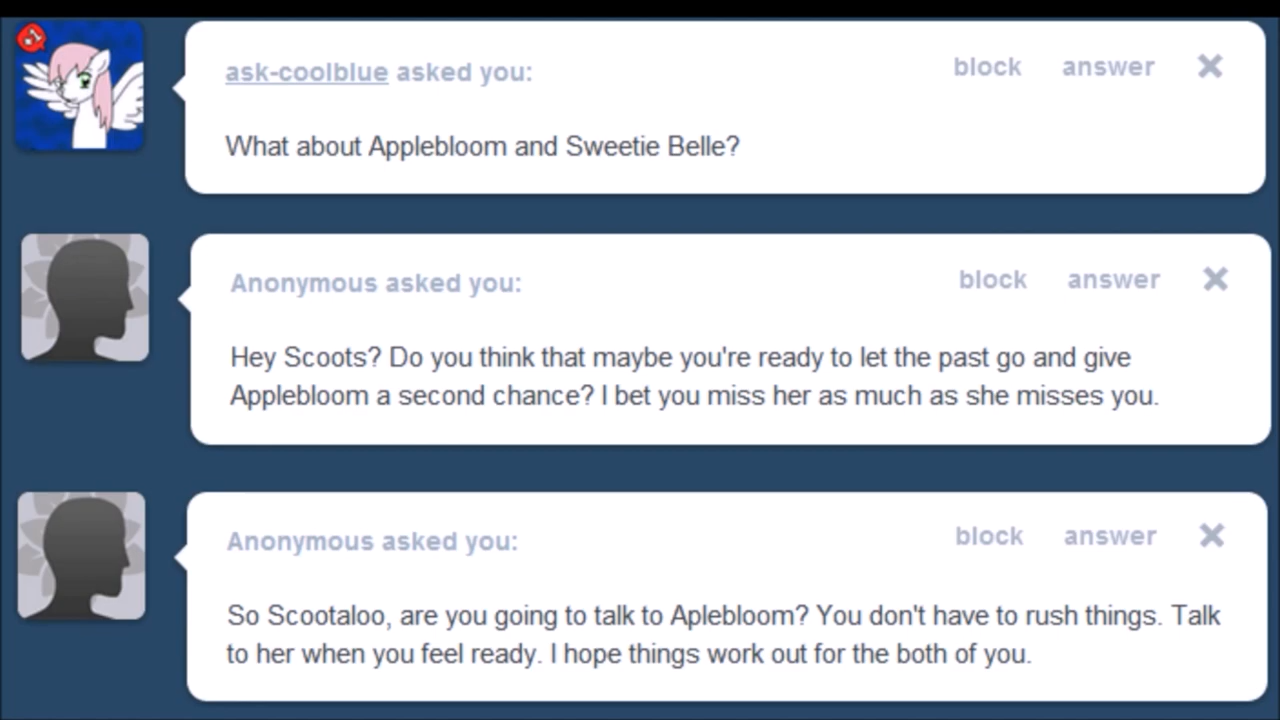 ask-coolblue asked you:
block answer
What about Applebloom and Sweetie Belle?
Anonymous asked you:
block answer
Hey Scoots? Do you think that maybe you're ready to let the past go and give
Applebloom a second chance? I bet you miss her as much as she misses you.
Anonymous asked you:
block answer
So Scootaloo, are you going to talk to Aplebloom? You don't have to rush things. Talk
to her when you feel ready. I hope things work out for the both of you.